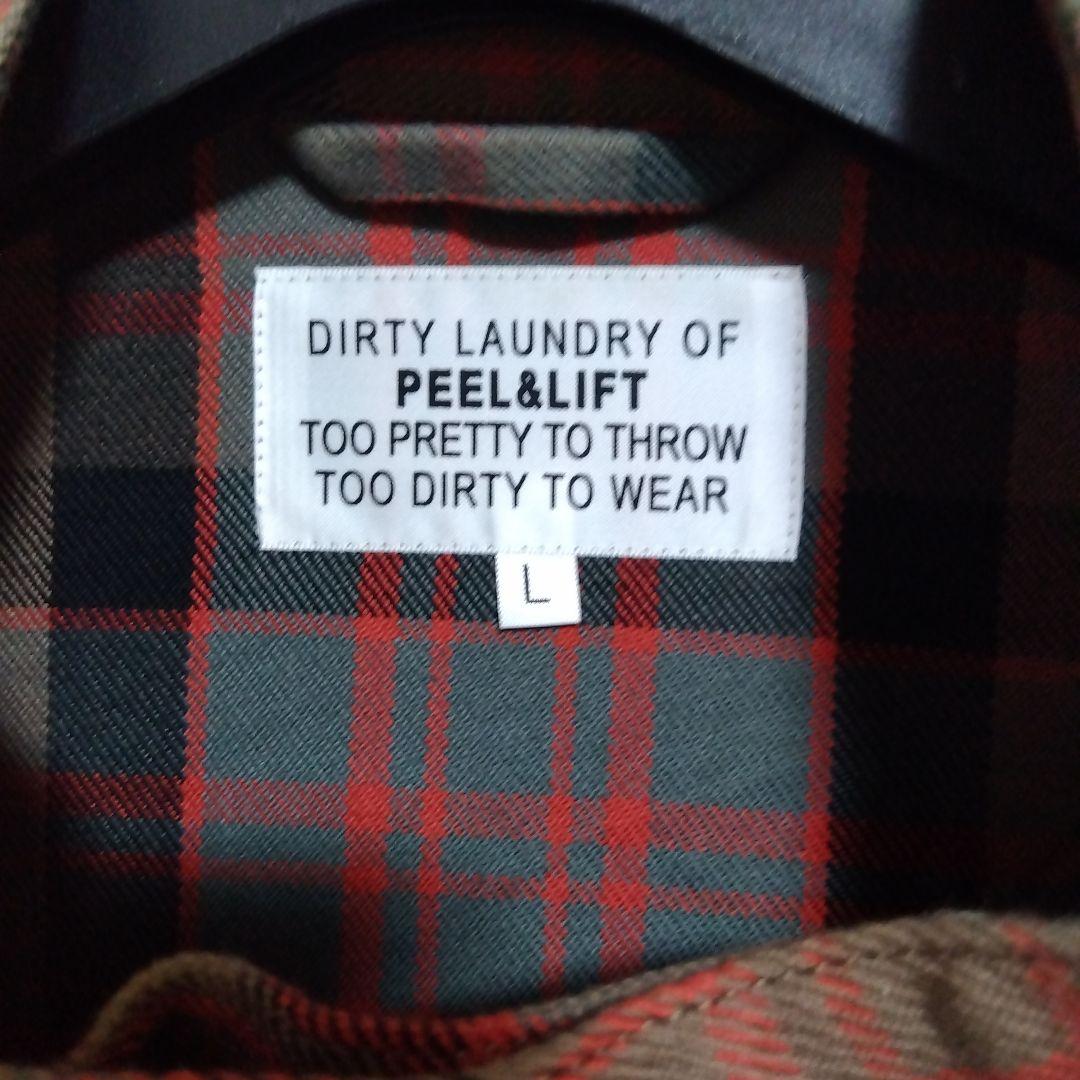 DIRTY LAUNDRY OF
PEEL&LIFT
TOO PRETTY TO THROW
TOO DIRTY TO WEAR
L